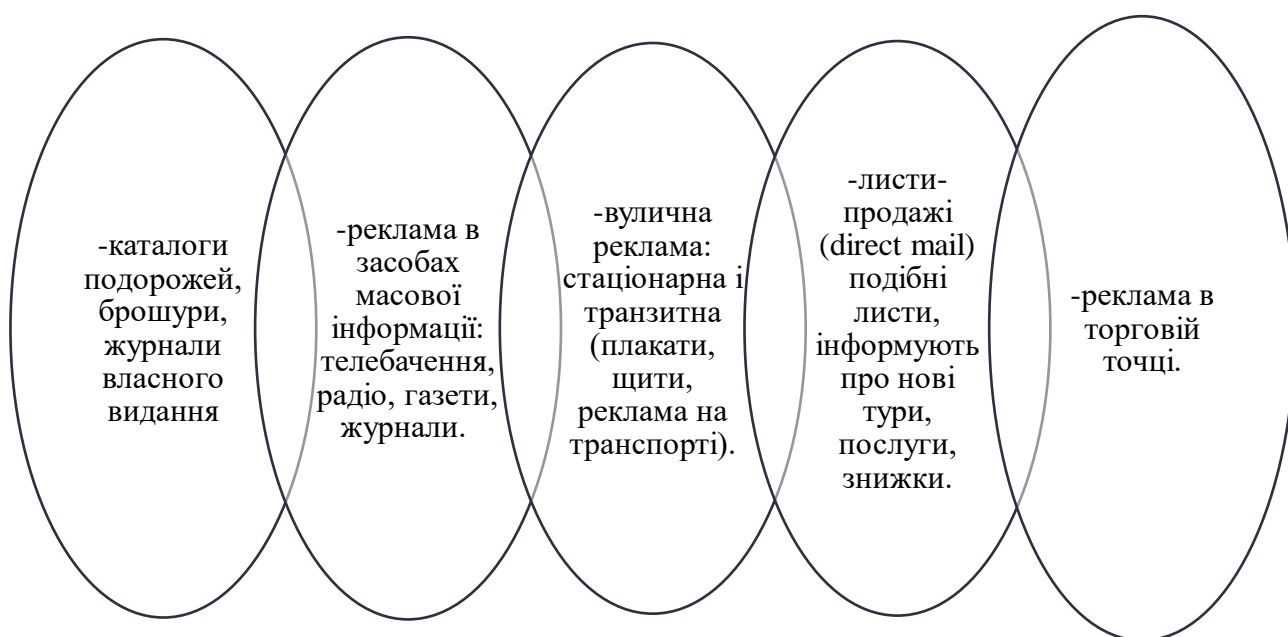 -каталоги
подорожей,
брошури,
журнали
власного
видання
-реклама в
засобах
масової
інформації:
телебачення,
радіо, газети,
журнали.
-вулична
реклама:
стаціонарна і
транзитна
(плакати,
щити,
реклама на
транспорті).
-листи-
продажі
(direct mail)
подібні
листи,
інформують
про нові
тури,
послуги,
знижки.
-реклама в
торговій
точці.